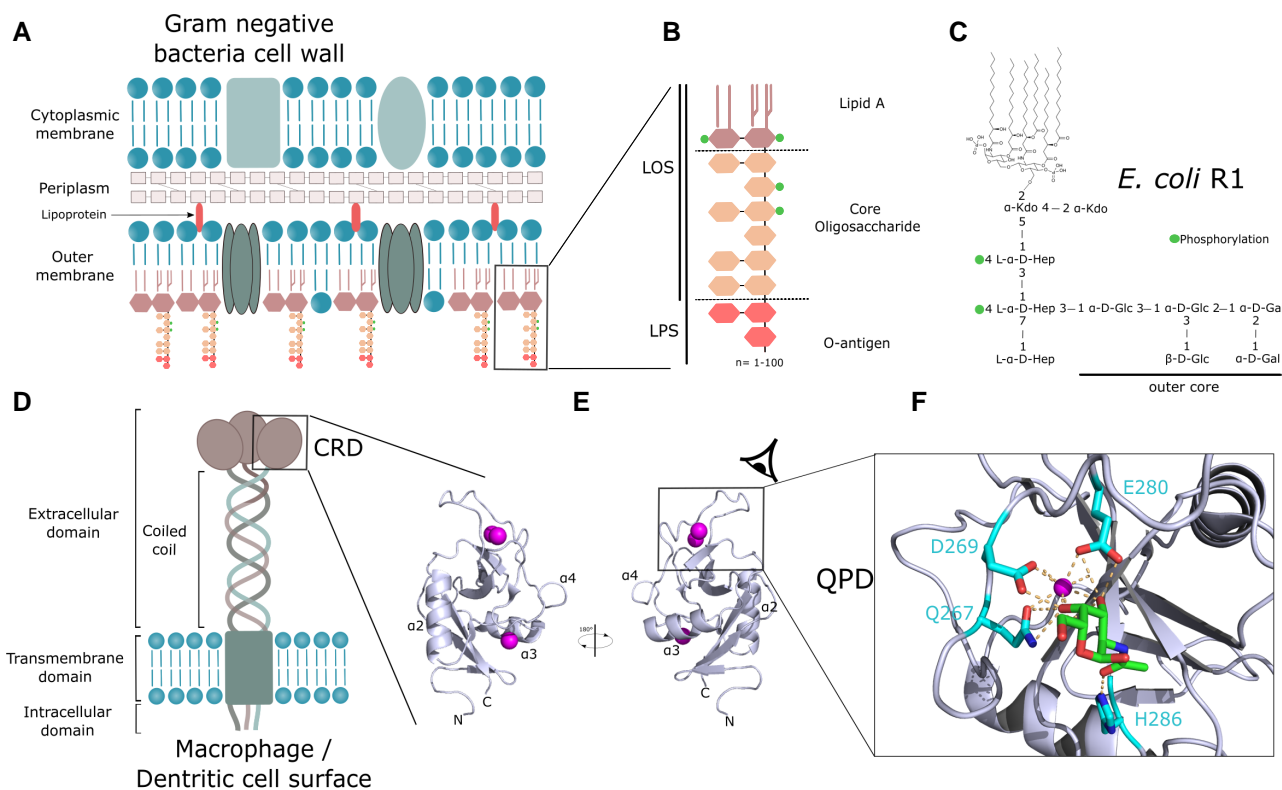 A
Gram negative
bacteria cell wall
Cytoplasmic
membrane
Periplasm
Lipoprotein
Outer
membrane
B
LOS
LPS
Lipid A
Core
Oligosaccharide
O-antigen
n= 1-100
C
E. coli R1
2
α-Kdo 4—2 α-Kdo
5
1
Phosphorylation
4 L-α-D-Hep
3
1
4 L-α-D-Hep 3—1 α-D-Glc 3—1 α-D-Glc 2—1 α-D-Ga
7 3 2
1 1 1
L-α-D-Hep β-D-Glc α-D-Gal
outer core
D
CRD
Extracellular
domain
Coiled
coil
Transmembrane
domain
Intracellular
domain
Macrophage /
Dentritic cell surface
α4
α2
α3
C
N
180°
E
α4
α2
α3
C
N
QPD
F
E280
D269
Q267
H286